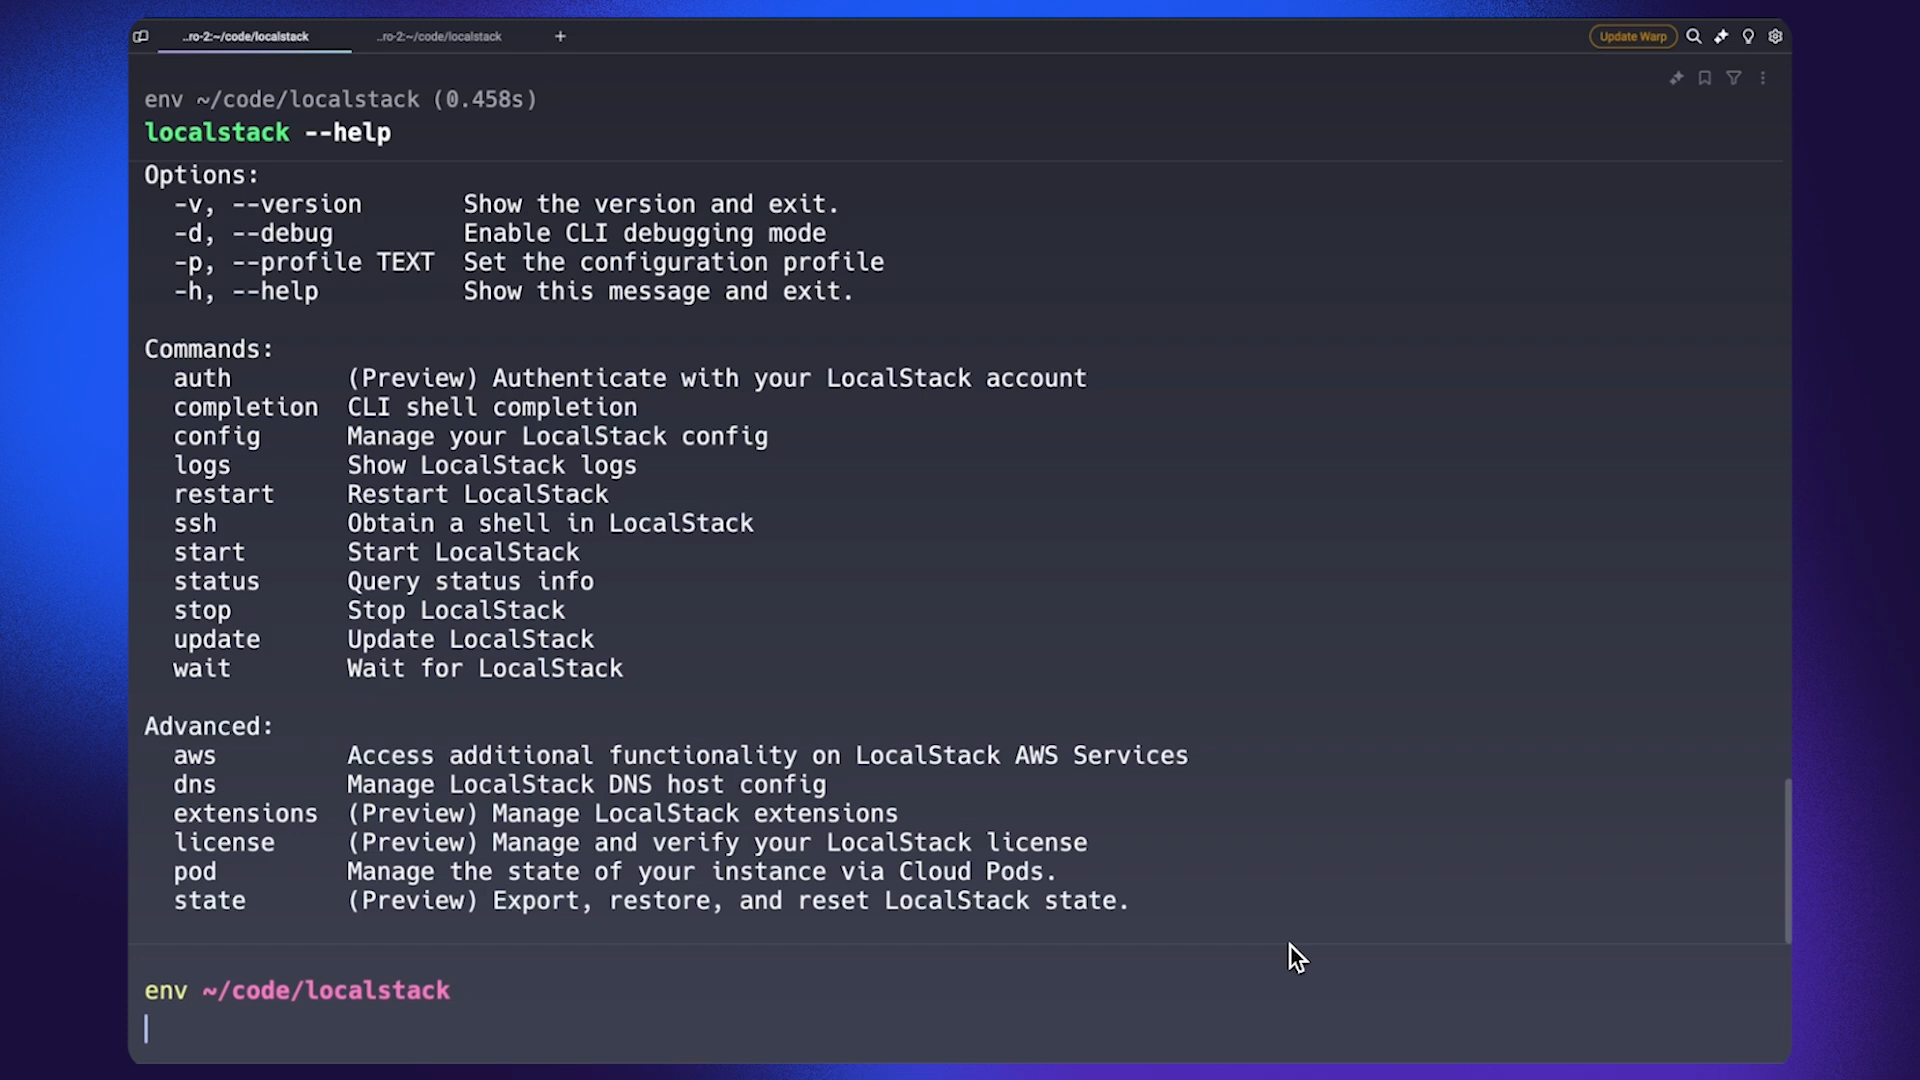 ..ro-2:~/code/localstack
..ro-2:~/code/localstack
+
Update Warp
env ~/code/localstack (0.458s)
localstack --help
Options:
-v, --version Show the version and exit.
-d, --debug Enable CLI debugging mode
-p, --profile TEXT Set the configuration profile
-h, --help Show this message and exit.
Commands:
auth (Preview) Authenticate with your LocalStack account
completion CLI shell completion
config Manage your LocalStack config
logs Show LocalStack logs
restart Restart LocalStack
ssh Obtain a shell in LocalStack
start Start LocalStack
status Query status info
stop Stop LocalStack
update Update LocalStack
wait Wait for LocalStack
Advanced:
aws Access additional functionality on LocalStack AWS Services
dns Manage LocalStack DNS host config
extensions (Preview) Manage LocalStack extensions
license (Preview) Manage and verify your LocalStack license
pod Manage the state of your instance via Cloud Pods.
state (Preview) Export, restore, and reset LocalStack state.
env ~/code/localstack